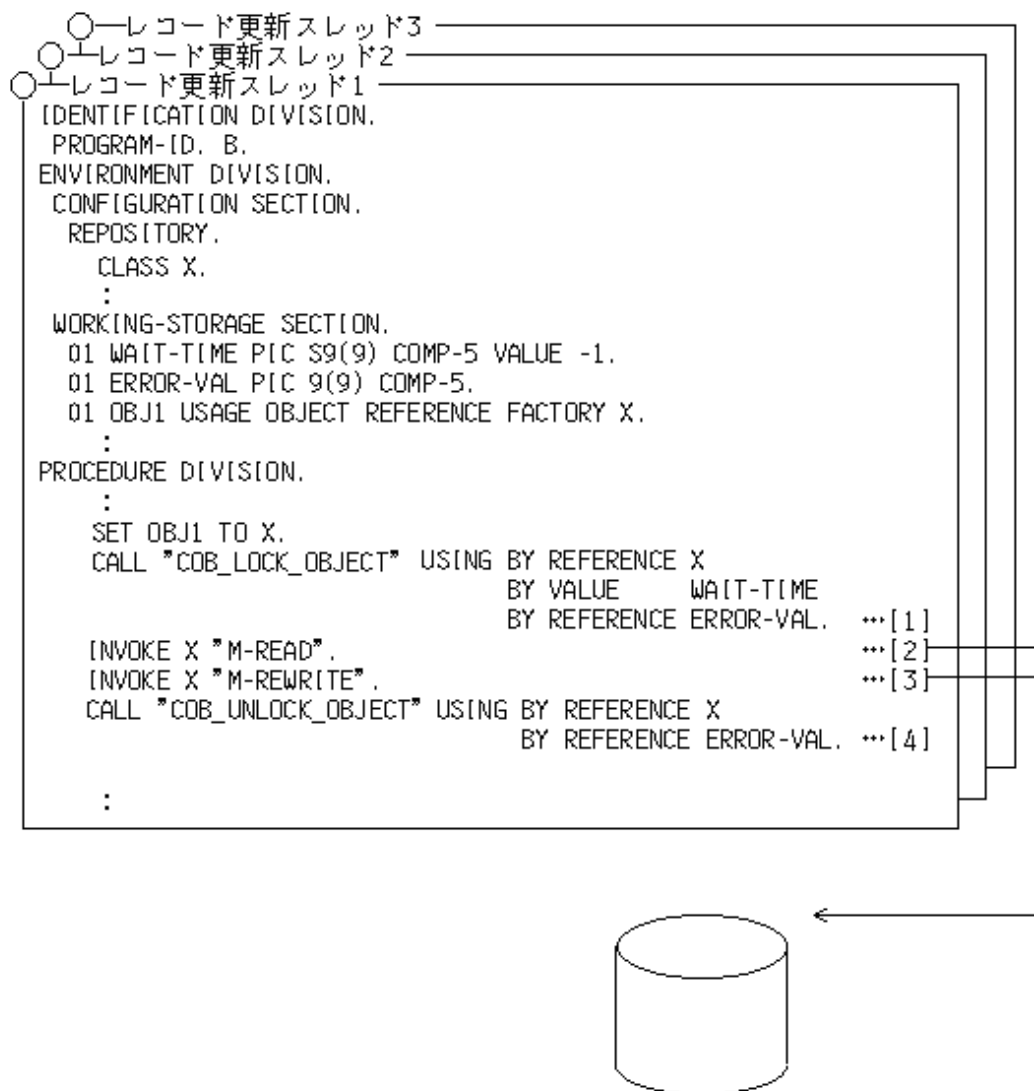 レコード更新スレッド3
レコード更新スレッド2
レコード更新スレッド1
IDENTIFICATION DIVISION.
PROGRAM-ID. B.
ENVIRONMENT DIVISION.
CONFIGURATION SECTION.
REPOSITORY.
CLASS X.
:
WORKING-STORAGE SECTION.
01 WAIT-TIME PIC S9(9) COMP-5 VALUE -1.
01 ERROR-VAL PIC 9(9) COMP-5.
01 OBJ1 USAGE OBJECT REFERENCE FACTORY X.
:
PROCEDURE DIVISION.
:
SET OBJ1 TO X.
CALL "COB_LOCK_OBJECT" USING BY REFERENCE X
BY VALUE WAIT-TIME
BY REFERENCE ERROR-VAL. …[1]
INVOKE X "M-READ". …[2]
INVOKE X "M-REWRITE". …[3]
CALL "COB_UNLOCK_OBJECT" USING BY REFERENCE X
BY REFERENCE ERROR-VAL. …[4]
: